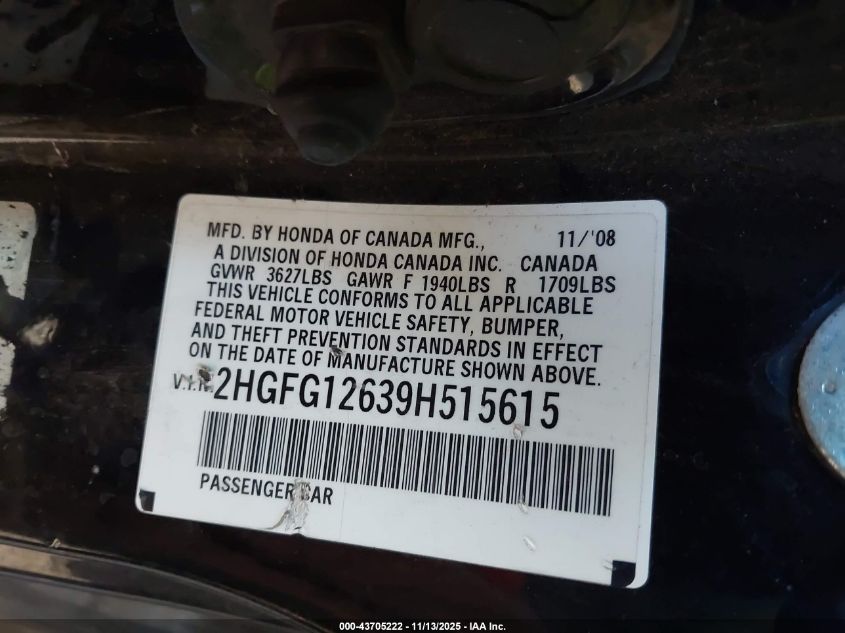 MFD. BY HONDA OF CANADA MFG., 11/'08
A DIVISION OF HONDA CANADA INC. CANADA
GVWR 3627LBS GAWR F 1940LBS R 1709LBS
THIS VEHICLE CONFORMS TO ALL APPLICABLE
FEDERAL MOTOR VEHICLE SAFETY, BUMPER,
AND THEFT PREVENTION STANDARDS IN EFFECT
ON THE DATE OF MANUFACTURE SHOWN ABOVE.
V.I.N. 2HGFG12639H515615
PASSENGER CAR
000-43705222 - 11/13/2025 - IAA Inc.